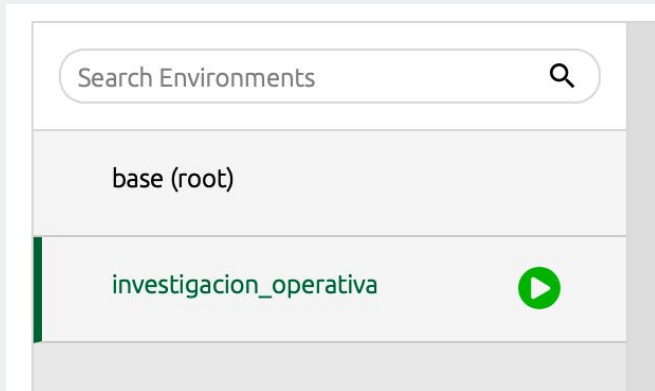 Search Environments
base (root)
investigacion_operativa